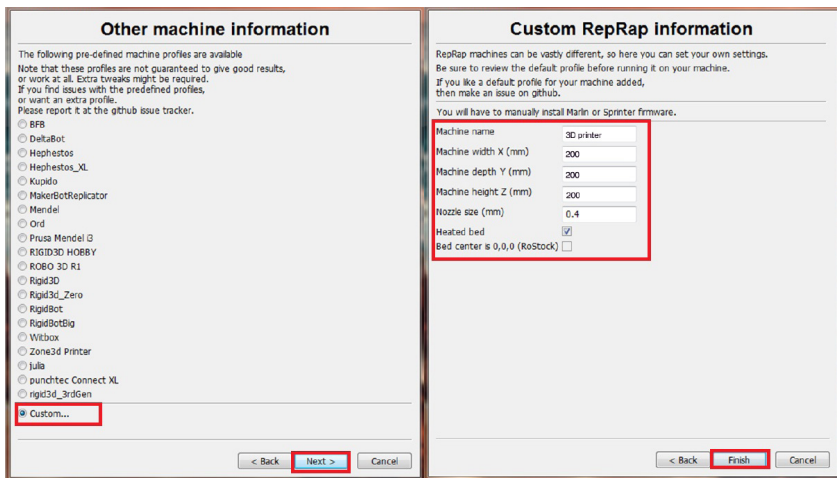 Other machine information
The following pre-defined machine profiles are available
Note that these profiles are not guaranteed to give good results,
or work at all. Extra tweaks might be required.
If you find issues with the predefined profiles,
or want an extra profile.
Please report it at the github issue tracker.
BFB
DeltaBot
Hephestos
Hephestos_XL
Kupido
MakerBotReplicator
Mendel
Ord
Prusa Mendel i3
RIGID3D HOBBY
ROBO 3D R1
Rigid3D
Rigid3d_Zero
RigidBot
RigidBotBig
Witbox
Zone3d Printer
julia
punchtec Connect XL
rigid3d_3rdGen
Custom...
< Back Next > Cancel
Custom RepRap information
RepRap machines can be vastly different, so here you can set your own settings.
Be sure to review the default profile before running it on your machine.
If you like a default profile for your machine added,
then make an issue on github.
You will have to manually install Marlin or Sprinter firmware.
Machine name 3D printer
Machine width X (mm) 200
Machine depth Y (mm) 200
Machine height Z (mm) 200
Nozzle size (mm) 0.4
Heated bed
Bed center is 0,0,0 (RoStock)
< Back Finish Cancel